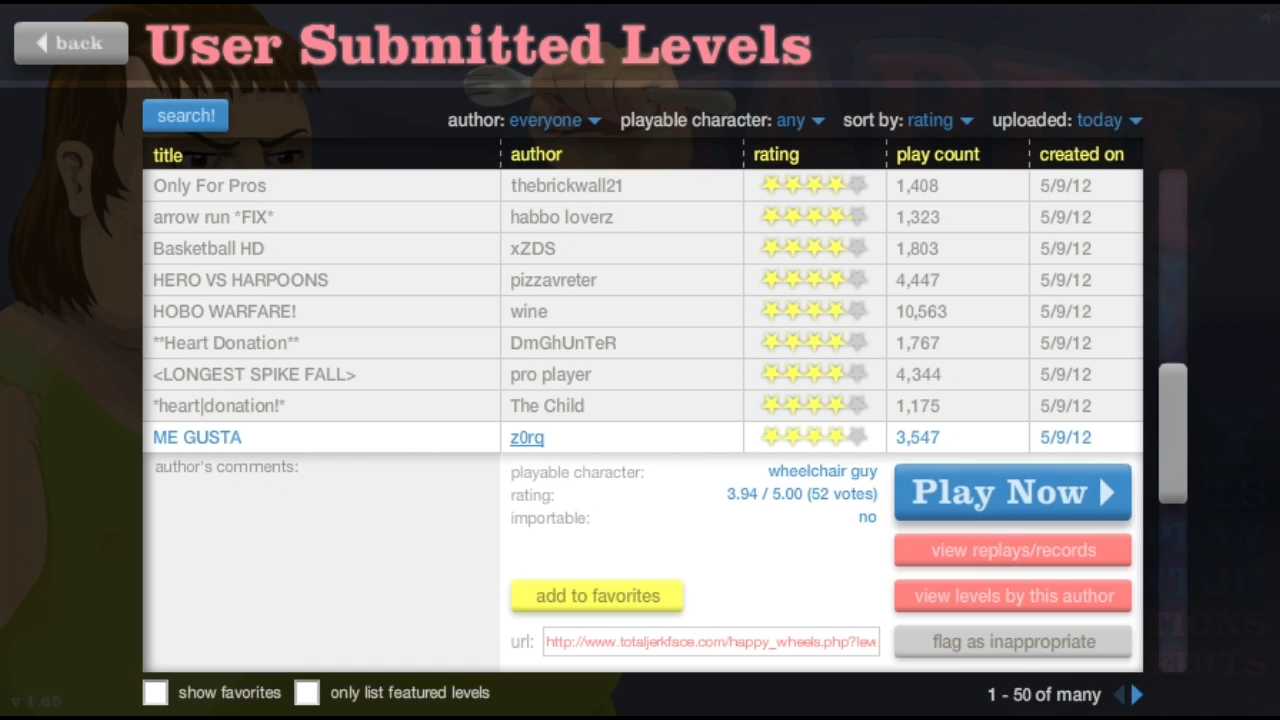 back
User Submitted Levels
search!
author: everyone playable character: any sort by: rating uploaded: today
title author rating play count created on
Only For Pros thebrickwall21 1,408 5/9/12
arrow run *FIX* habbo loverz 1,323 5/9/12
Basketball HD xZDS 1,803 5/9/12
HERO VS HARPOONS pizzavreter 4,447 5/9/12
HOBO WARFARE! wine 10,563 5/9/12
**Heart Donation** DmGhUnTeR 1,767 5/9/12
<LONGEST SPIKE FALL> pro player 4,344 5/9/12
*heart|donation!* The Child 1,175 5/9/12
ME GUSTA z0rq 3,547 5/9/12
author's comments:
playable character: wheelchair guy
rating: 3.94 / 5.00 (52 votes)
importable: no
Play Now
view replays/records
add to favorites
view levels by this author
url: http://www.totaljerkface.com/happy_wheels.php?leve
flag as inappropriate
show favorites only list featured levels
1 - 50 of many
v 1.65